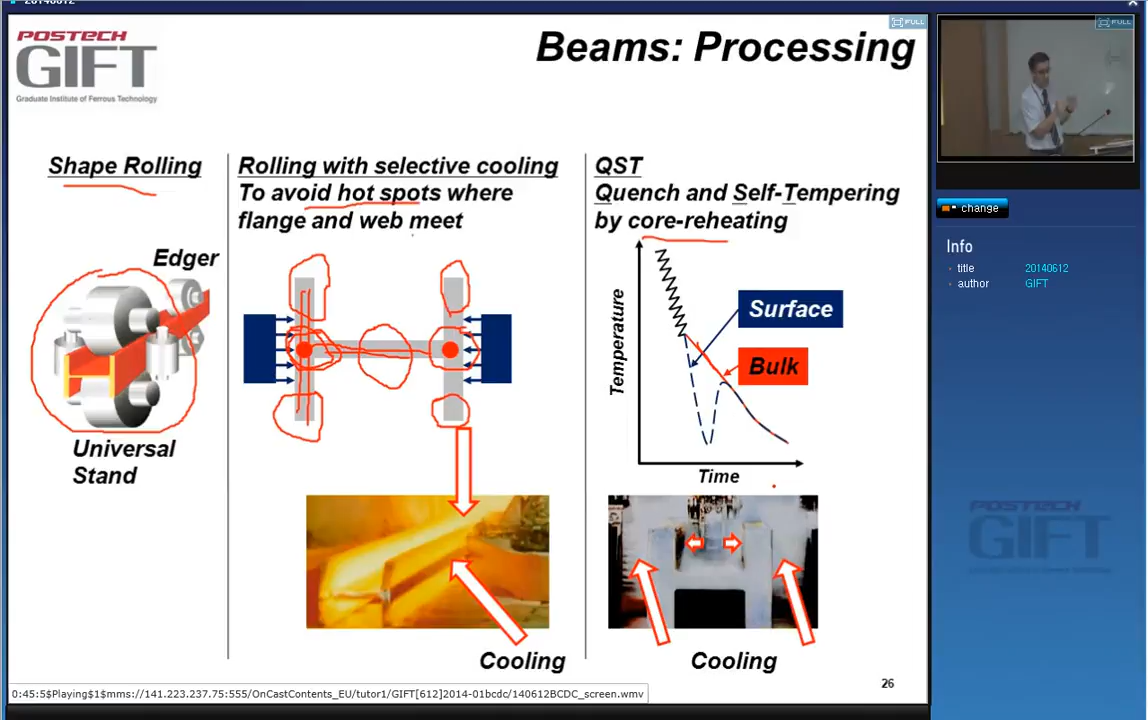 20140612
POSTECH
GIFT
Graduate Institute of Ferrous Technology
Beams: Processing
FULL
FULL
Shape Rolling
Edger
Universal
Stand
Rolling with selective cooling
To avoid hot spots where
flange and web meet
Cooling
QST
Quench and Self-Tempering
by core-reheating
Temperature
Surface
Bulk
Time
Cooling
26
0:45:5$Playing$1$mms://141.223.237.75:555/OnCastContents_EU/tutor1/GIFT[612]2014-01bcdc/140612BCDC_screen.wmv
change
Info
title 20140612
author GIFT
POSTECH
GIFT